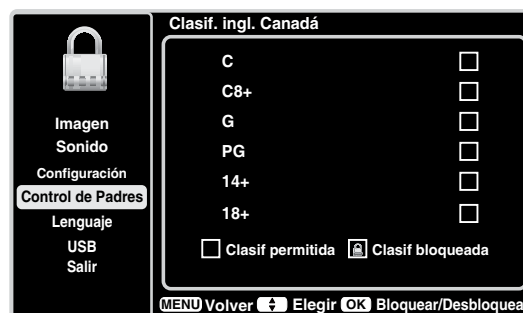 Clasif. ingl. Canadá
C
C8+
G
PG
14+
18+
Clasif permitida Clasif bloqueada
Imagen
Sonido
Configuración
Control de Padres
Lenguaje
USB
Salir
MENU Volver Elegir OK Bloquear/Desbloquea